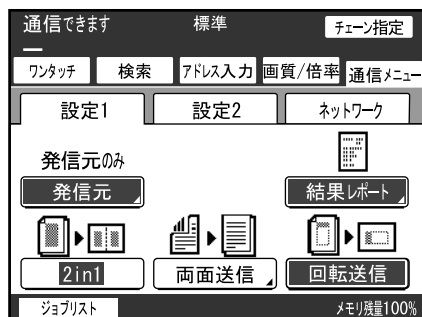 通信できます 標準 チェーン指定
ワンタッチ 検索 アドレス入力 画質/倍率 通信メニュー
設定1 設定2 ネットワーク
発信元のみ
発信元 結果レポート
2in1 両面送信 回転送信
ジョブリスト メモリ残量100%